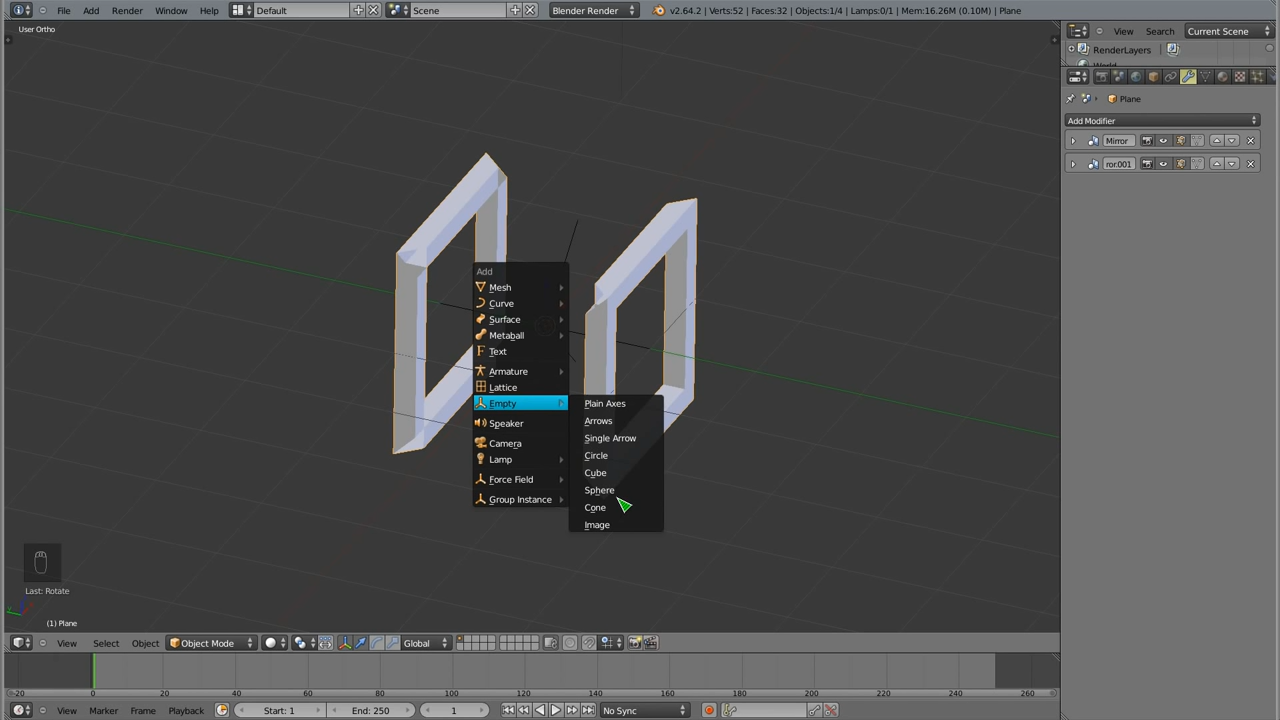 File Add Render Window Help Default Scene Blender Render v2.64.2 | Verts:52 | Faces:32 | Objects:1/4 | Lamps:0/1 | Mem:16.26M (0.10M) | Plane
User Ortho
View Search Current Scene
RenderLayers
Plane
Add Modifier
Mirror
ror.001
Add
Mesh
Curve
Surface
Metaball
Text
Armature
Lattice
Empty
Speaker
Camera
Lamp
Force Field
Group Instance
Plain Axes
Arrows
Single Arrow
Circle
Cube
Sphere
Cone
Image
Last: Rotate
(1) Plane
View Select Object Object Mode Global
-20 0 20 40 60 80 100 120 140 160 180 200 220 240 260
View Marker Frame Playback Start: 1 End: 250 1 No Sync